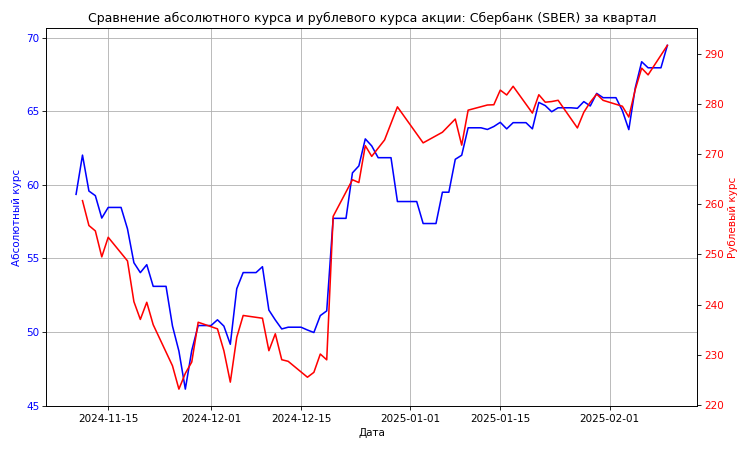 Сравнение абсолютного курса и рублевого курса акции: Сбербанк (SBER) за квартал
70
65
60
55
50
45
Абсолютный курс
290
280
270
260
250
240
230
220
Рублевый курс
2024-11-15 2024-12-01 2024-12-15 2025-01-01 2025-01-15 2025-02-01
Дата